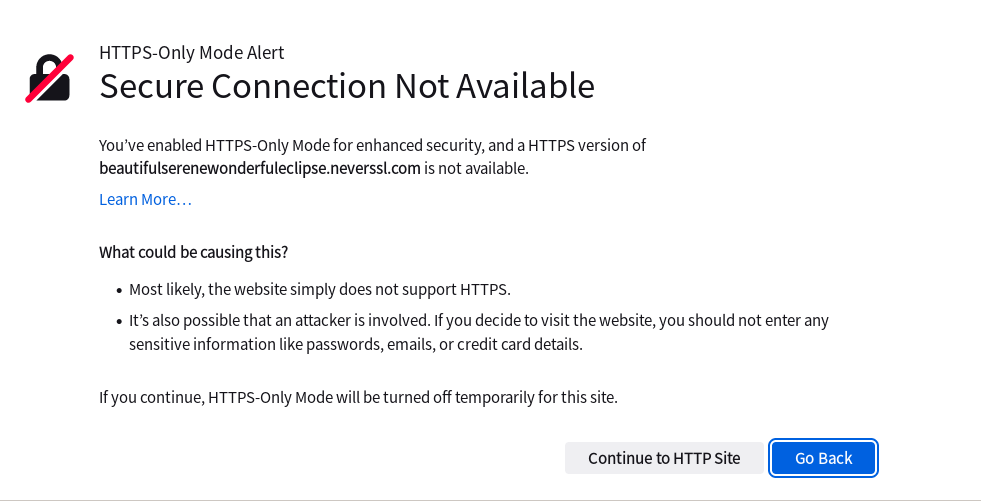 HTTPS-Only Mode Alert
Secure Connection Not Available
You’ve enabled HTTPS-Only Mode for enhanced security, and a HTTPS version of
beautifulserenewonderfuleclipse.neverssl.com is not available.
Learn More…
What could be causing this?
• Most likely, the website simply does not support HTTPS.
• It’s also possible that an attacker is involved. If you decide to visit the website, you should not enter any
sensitive information like passwords, emails, or credit card details.
If you continue, HTTPS-Only Mode will be turned off temporarily for this site.
Continue to HTTP Site Go Back